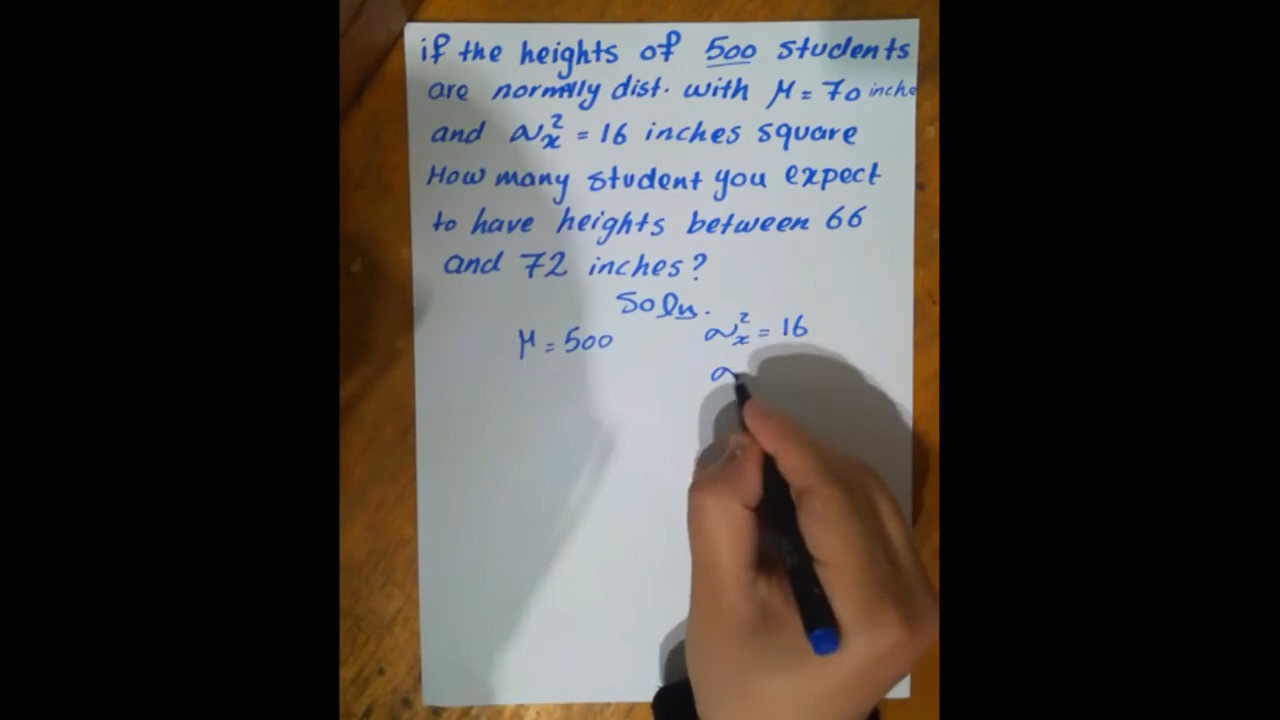 if the heights of 500 students
are normally dist. with μ = 70 inche
and σx² = 16 inches square
How many student you expect
to have heights between 66
and 72 inches?
Soln.
μ = 500 σx² = 16
σ